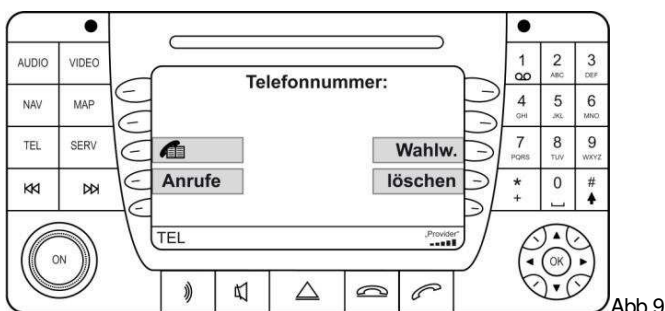 AUDIO VIDEO
NAV MAP
TEL SERV
ON
Telefonnummer:
Wahlw.
Anrufe löschen
TEL „Provider“
1 2 ABC 3 DEF
4 GHI 5 JKL 6 MNO
7 PQRS 8 TUV 9 WXYZ
* + 0 #
OK
Abb.9